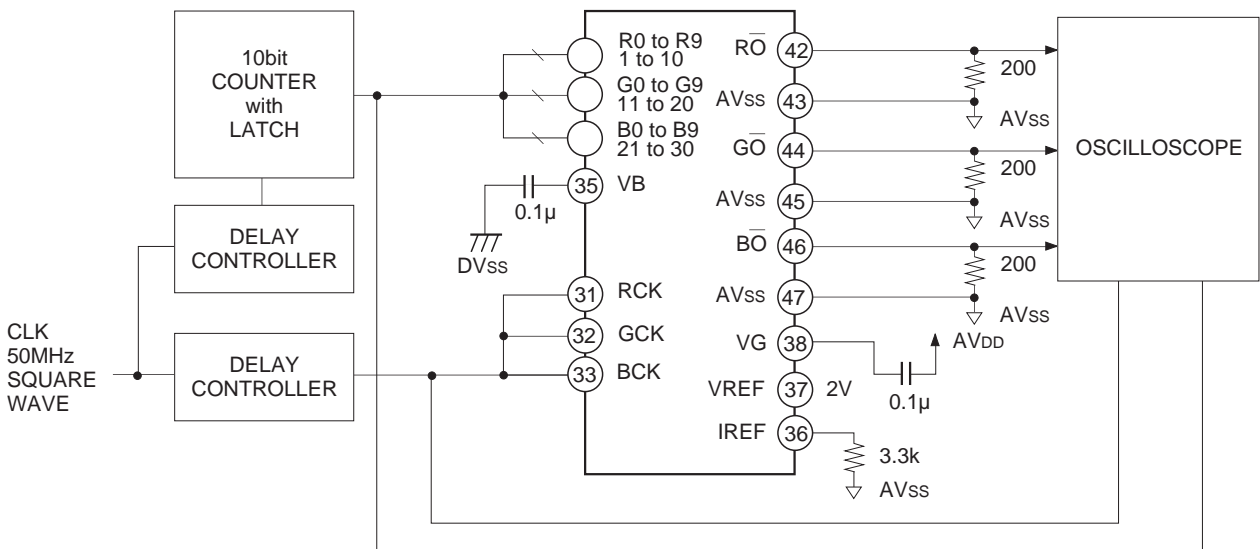 10bit
COUNTER
with
LATCH
DELAY
CONTROLLER
CLK
50MHz
SQUARE
WAVE
DELAY
CONTROLLER
R0 to R9
1 to 10
G0 to G9
11 to 20
B0 to B9
21 to 30
35 VB
0.1µ
DVSS
31 RCK
32 GCK
33 BCK
R̅O̅ 42
200
AVSS 43
AVSS
G̅O̅ 44
200
AVSS 45
AVSS
B̅O̅ 46
200
AVSS 47
AVSS
VG 38
AVDD
0.1µ
VREF 37 2V
IREF 36
3.3k
AVSS
OSCILLOSCOPE